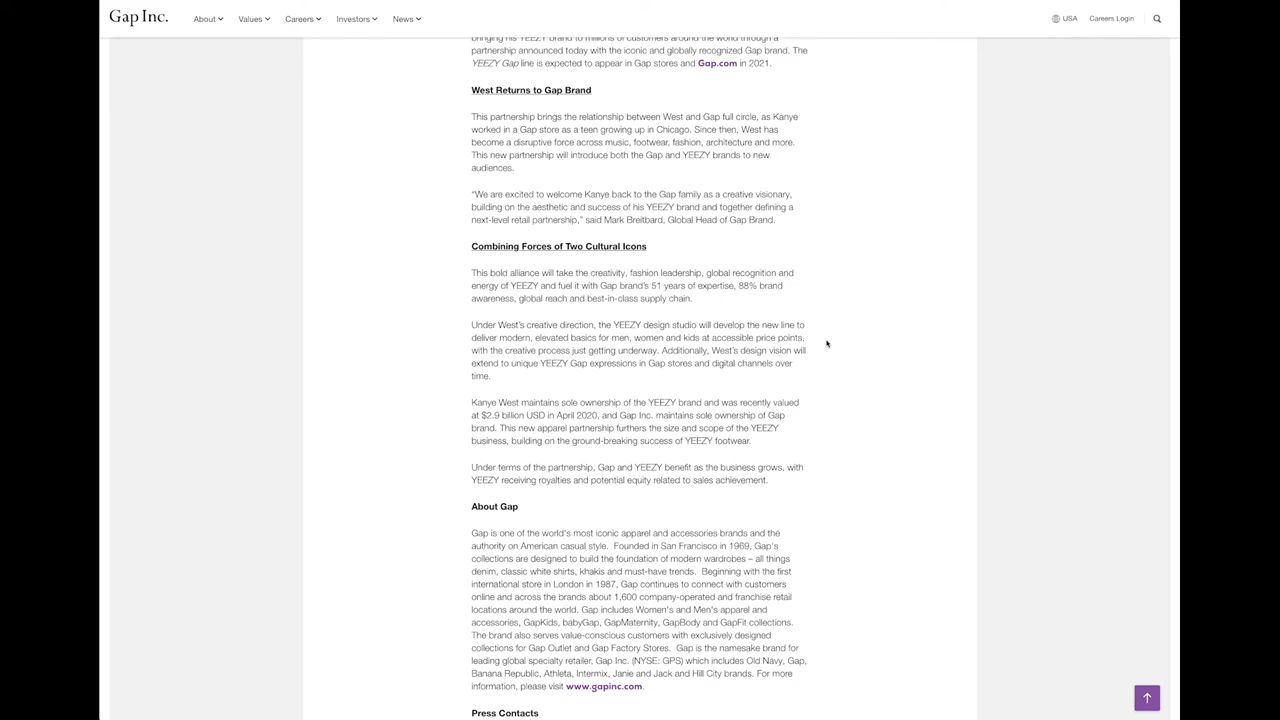 Gap Inc.
About
Values
Careers
Investors
News
USA
Careers Login
bringing his YEEZY brand to millions of customers around the world through a
partnership announced today with the iconic and globally recognized Gap brand. The
YEEZY Gap line is expected to appear in Gap stores and Gap.com in 2021.
West Returns to Gap Brand
This partnership brings the relationship between West and Gap full circle, as Kanye
worked in a Gap store as a teen growing up in Chicago. Since then, West has
become a disruptive force across music, footwear, fashion, architecture and more.
This new partnership will introduce both the Gap and YEEZY brands to new
audiences.
“We are excited to welcome Kanye back to the Gap family as a creative visionary,
building on the aesthetic and success of his YEEZY brand and together defining a
next-level retail partnership,” said Mark Breitbard, Global Head of Gap Brand.
Combining Forces of Two Cultural Icons
This bold alliance will take the creativity, fashion leadership, global recognition and
energy of YEEZY and fuel it with Gap brand’s 51 years of expertise, 88% brand
awareness, global reach and best-in-class supply chain.
Under West’s creative direction, the YEEZY design studio will develop the new line to
deliver modern, elevated basics for men, women and kids at accessible price points,
with the creative process just getting underway. Additionally, West’s design vision will
extend to unique YEEZY Gap expressions in Gap stores and digital channels over
time.
Kanye West maintains sole ownership of the YEEZY brand and was recently valued
at $2.9 billion USD in April 2020, and Gap Inc. maintains sole ownership of Gap
brand. This new apparel partnership furthers the size and scope of the YEEZY
business, building on the ground-breaking success of YEEZY footwear.
Under terms of the partnership, Gap and YEEZY benefit as the business grows, with
YEEZY receiving royalties and potential equity related to sales achievement.
About Gap
Gap is one of the world's most iconic apparel and accessories brands and the
authority on American casual style. Founded in San Francisco in 1969, Gap's
collections are designed to build the foundation of modern wardrobes – all things
denim, classic white shirts, khakis and must-have trends. Beginning with the first
international store in London in 1987, Gap continues to connect with customers
online and across the brands about 1,600 company-operated and franchise retail
locations around the world. Gap includes Women's and Men's apparel and
accessories, GapKids, babyGap, GapMaternity, GapBody and GapFit collections.
The brand also serves value-conscious customers with exclusively designed
collections for Gap Outlet and Gap Factory Stores. Gap is the namesake brand for
leading global specialty retailer, Gap Inc. (NYSE: GPS) which includes Old Navy, Gap,
Banana Republic, Athleta, Intermix, Janie and Jack and Hill City brands. For more
information, please visit www.gapinc.com.
Press Contacts